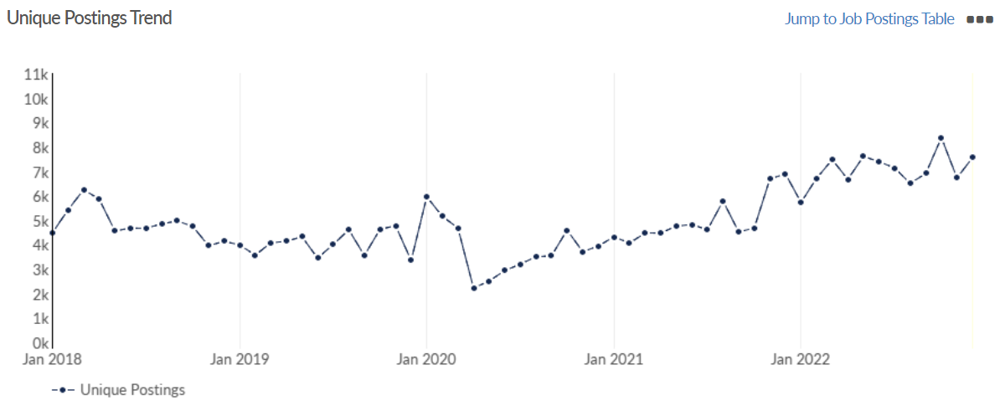 Unique Postings Trend
Jump to Job Postings Table
11k
10k
9k
8k
7k
6k
5k
4k
3k
2k
1k
0k
Jan 2018 Jan 2019 Jan 2020 Jan 2021 Jan 2022
Unique Postings